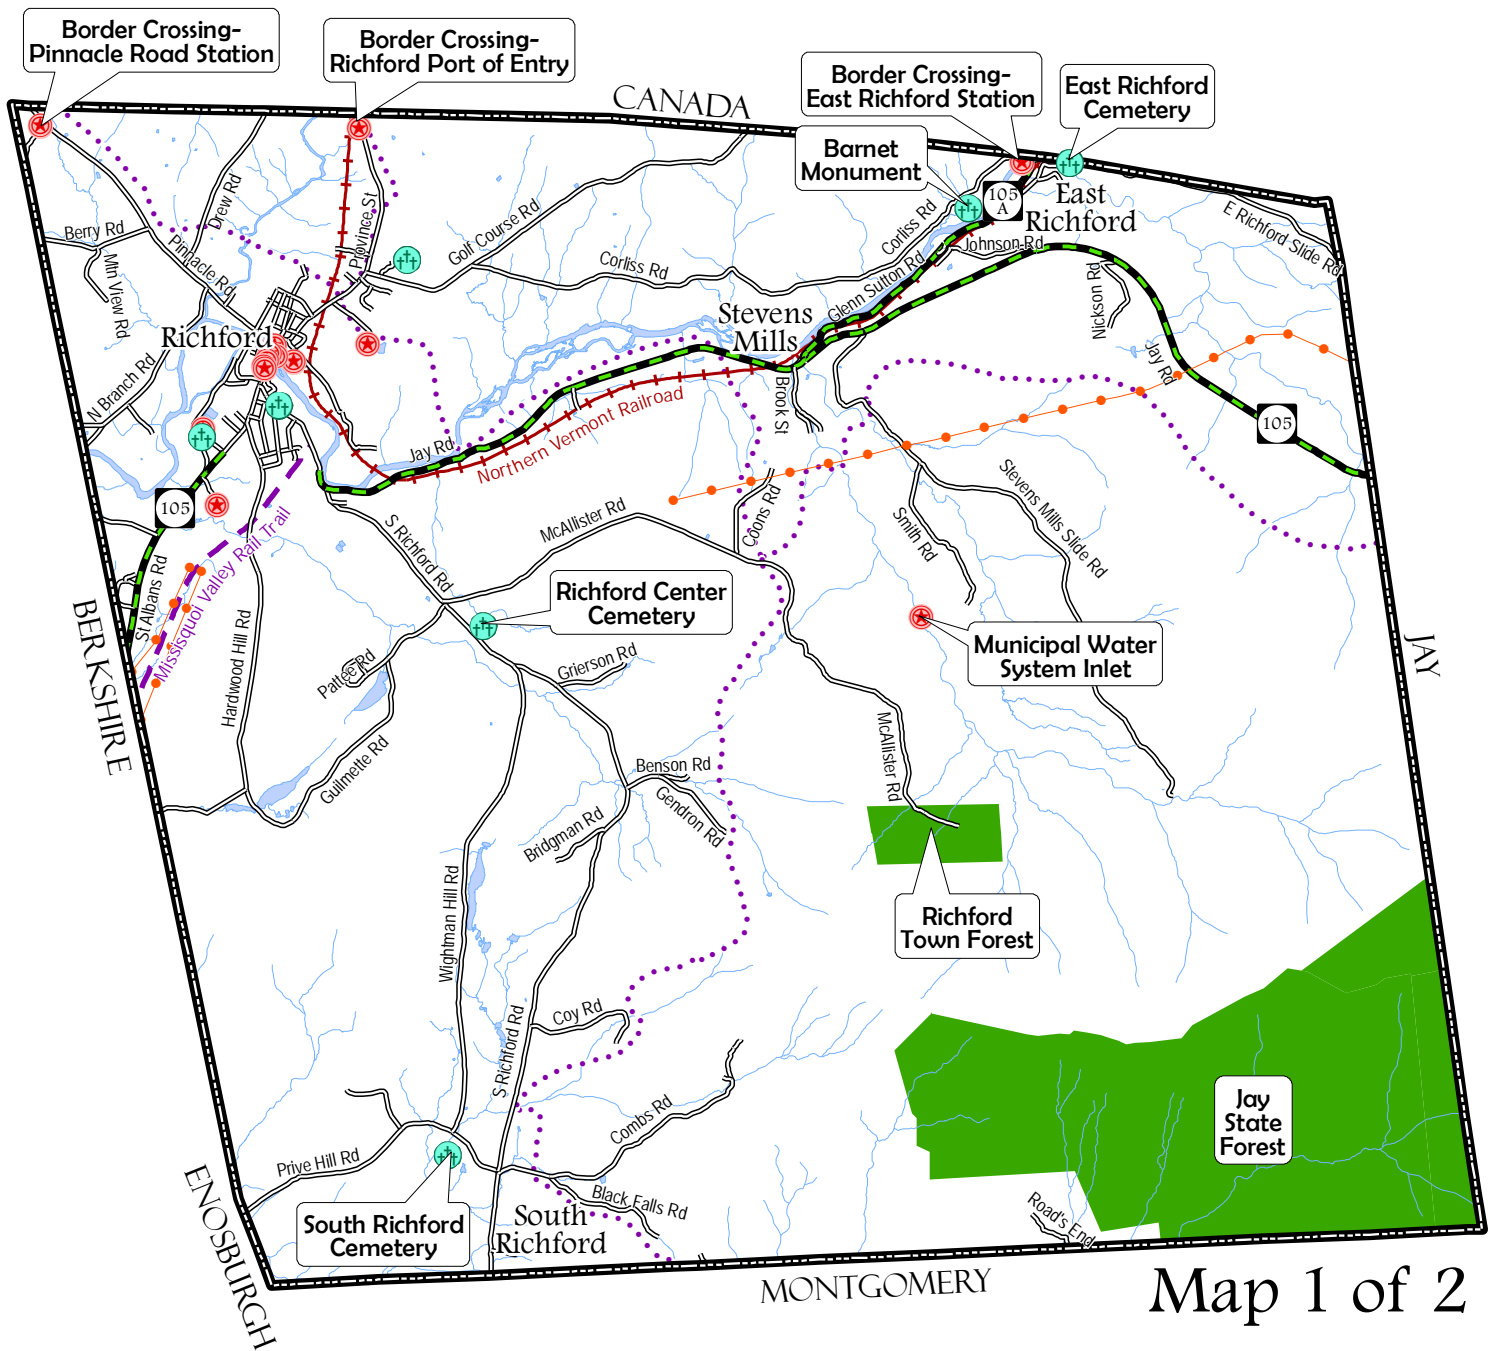 Border Crossing-
Pinnacle Road Station
Border Crossing-
Richford Port of Entry
Border Crossing-
East Richford Station
East Richford
Cemetery
CANADA
Barnet
Monument
105
A
East
Richford
Drew Rd
Berry Rd
Pinnacle Rd
Mtn View Rd
Province St
Golf Course Rd
Corliss Rd
Corliss Rd
Johnson Rd
E Richford Slide Rd
Glenn Sutton Rd
Nickson Rd
Richford
Stevens
Mills
N Branch Rd
Jay Rd
Brook St
Jay Rd
Northern Vermont Railroad
105
105
Coons Rd
McAllister Rd
S Richford Rd
Smith Rd
Stevens Mills Slide Rd
St Albans Rd
Missisquoi Valley Rail Trail
Hardwood Hill Rd
Richford Center
Cemetery
Municipal Water
System Inlet
BERKSHIRE
JAY
Pattee Rd
Grierson Rd
Guilmette Rd
McAllister Rd
Benson Rd
Gendron Rd
Bridgman Rd
Wightman Hill Rd
Richford
Town Forest
S Richford Rd
Coy Rd
Combs Rd
Jay
State
Forest
Prive Hill Rd
Black Falls Rd
Road's End
South Richford
Cemetery
South
Richford
ENOSBURGH
MONTGOMERY
Map 1 of 2